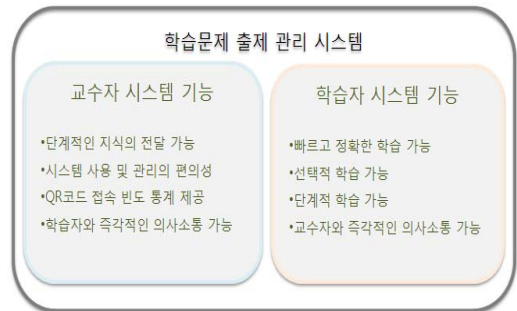 학습문제 출제 관리 시스템
교수자 시스템 기능
•단계적인 지식의 전달 가능
•시스템 사용 및 관리의 편의성
•QR코드 접속 빈도 통계 제공
•학습자와 즉각적인 의사소통 가능
학습자 시스템 기능
•빠르고 정확한 학습 가능
•선택적 학습 가능
•단계적 학습 가능
•교수자와 즉각적인 의사소통 가능